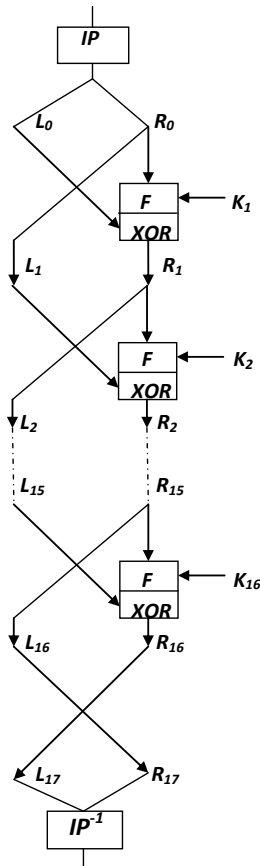 IP
L₀ R₀
F K₁
XOR
L₁ R₁
F K₂
XOR
L₂ R₂
L₁₅ R₁₅
F K₁₆
XOR
L₁₆ R₁₆
L₁₇ R₁₇
IP⁻¹